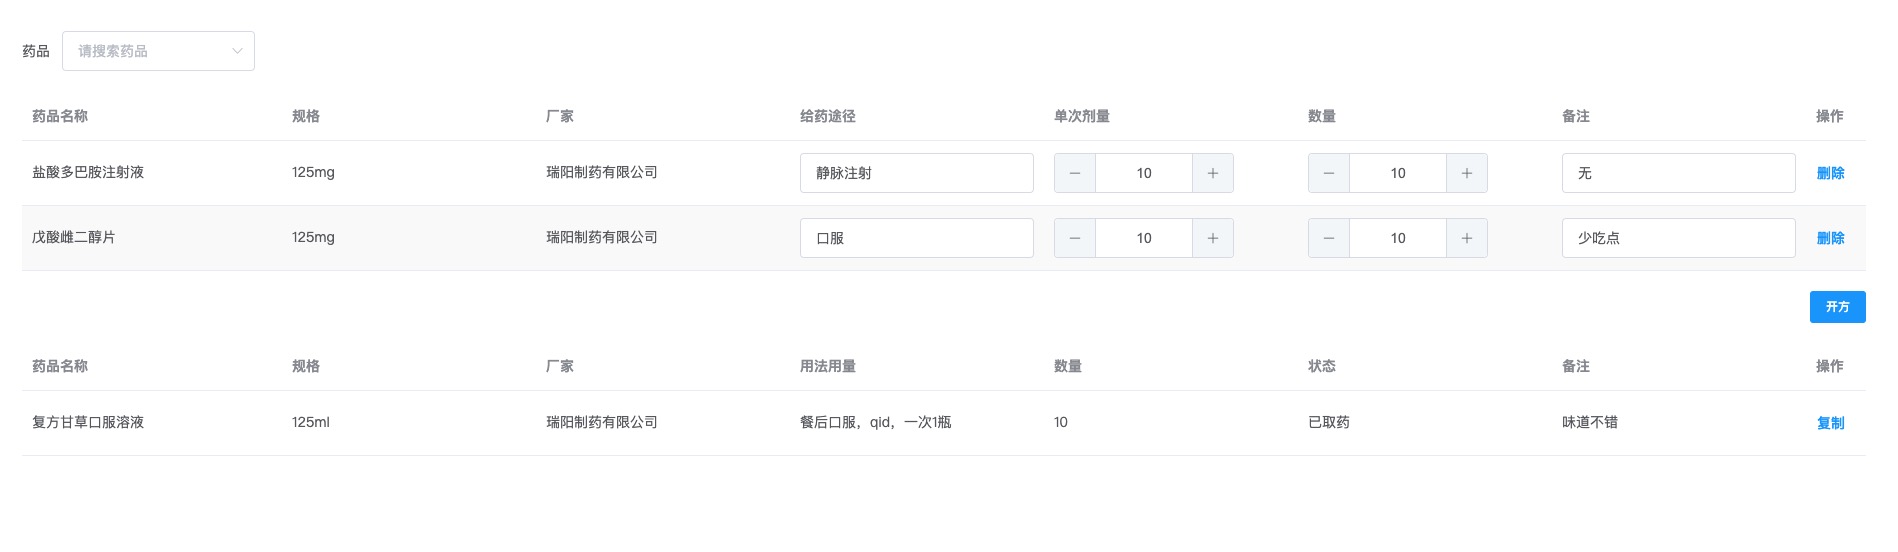 药品 请搜索药品
药品名称 规格 厂家 给药途径 单次剂量 数量 备注 操作
盐酸多巴胺注射液 125mg 瑞阳制药有限公司 静脉注射 − 10 + − 10 + 无 删除
戊酸雌二醇片 125mg 瑞阳制药有限公司 口服 − 10 + − 10 + 少吃点 删除
开方
药品名称 规格 厂家 用法用量 数量 状态 备注 操作
复方甘草口服溶液 125ml 瑞阳制药有限公司 餐后口服，qid，一次1瓶 10 已取药 味道不错 复制